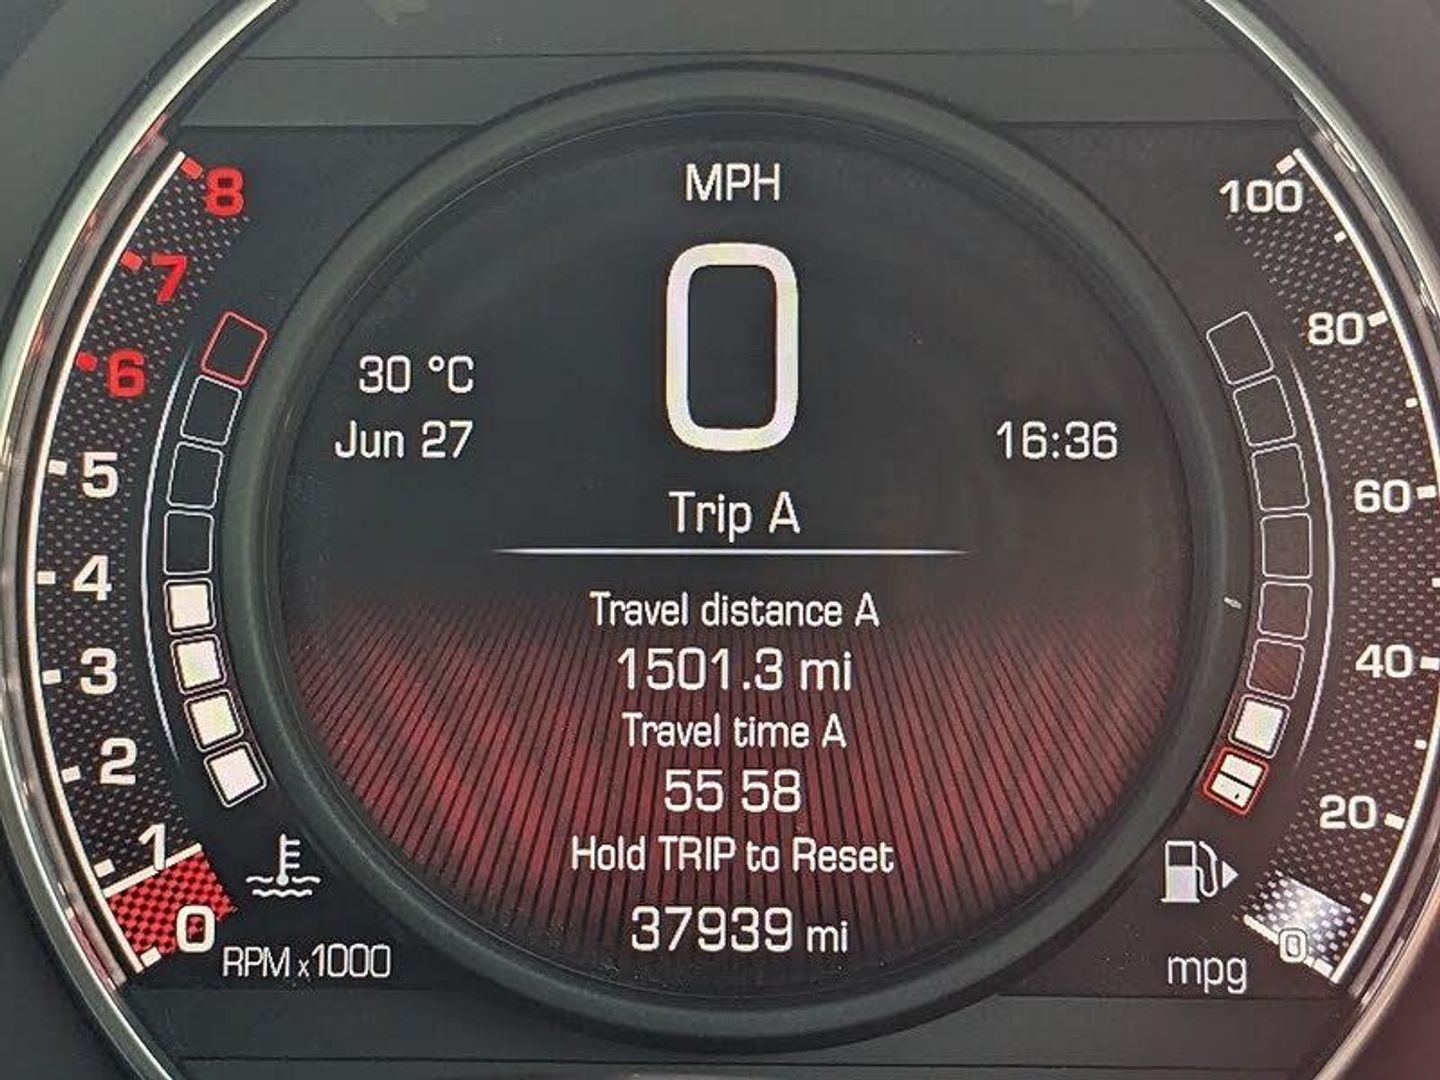 MPH
0
30 °C
Jun 27
16:36
Trip A
Travel distance A
1501.3 mi
Travel time A
55 58
Hold TRIP to Reset
37939 mi
8
7
6
5
4
3
2
1
0
RPM x1000
100
80
60
40
20
0
mpg